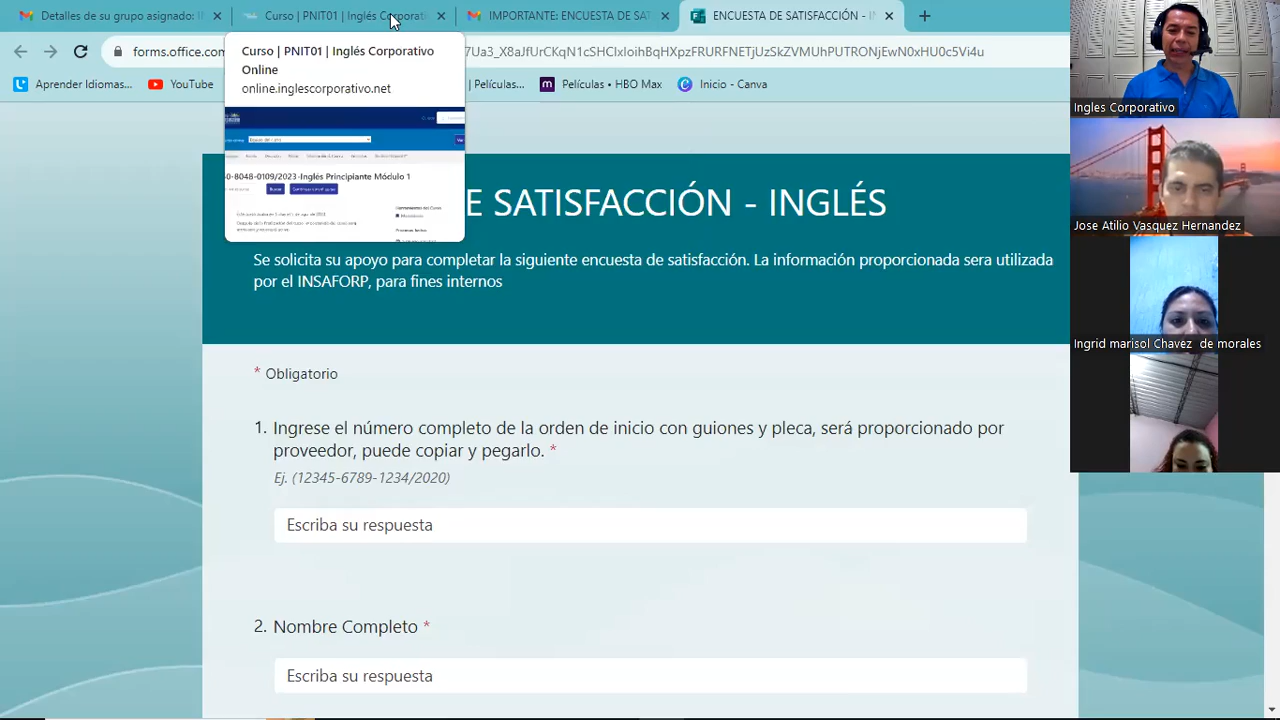 Detalles de su grupo asignado: 1
Curso | PNIT01 | Inglés Corporati
IMPORTANTE: ENCUESTA DE SAT
ENCUESTA DE SATISFACCIÓN - IN
forms.office.com
Curso | PNIT01 | Inglés Corporativo
Online
online.inglescorporativo.net
Aprender Idiomas...
YouTube
Películas...
Películas • HBO Max
Inicio - Canva
0-8048-0109/2023 -Inglés Principiante Módulo 1
E SATISFACCIÓN - INGLÉS
Se solicita su apoyo para completar la siguiente encuesta de satisfacción. La información proporcionada sera utilizada
por el INSAFORP, para fines internos
* Obligatorio
1. Ingrese el número completo de la orden de inicio con guiones y pleca, será proporcionado por
proveedor, puede copiar y pegarlo. *
Ej. (12345-6789-1234/2020)
Escriba su respuesta
2. Nombre Completo *
Escriba su respuesta
Ingles Corporativo
Jose Atilio Vasquez Hernandez
Ingrid marisol Chavez de morales